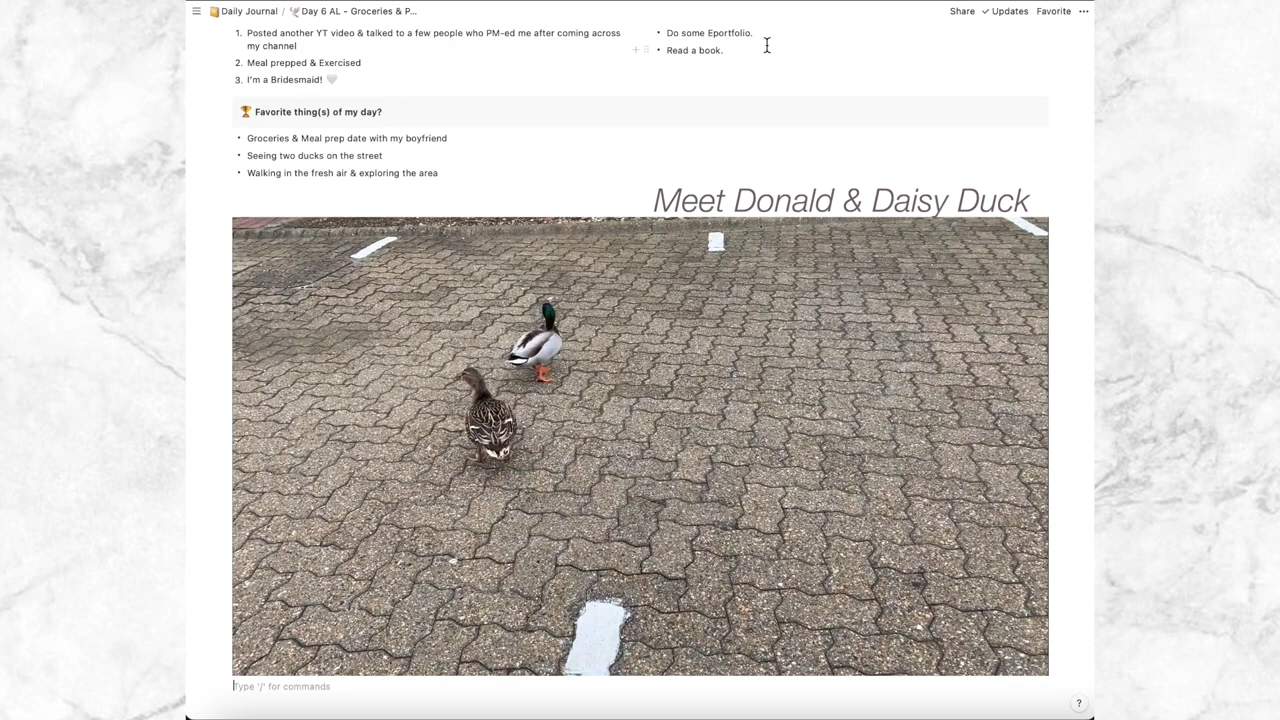 Daily Journal / Day 6 AL - Groceries & P...
Share Updates Favorite
1. Posted another YT video & talked to a few people who PM-ed me after coming across
my channel
2. Meal prepped & Exercised
3. I'm a Bridesmaid!
• Do some Eportfolio.
• Read a book.
Favorite thing(s) of my day?
• Groceries & Meal prep date with my boyfriend
• Seeing two ducks on the street
• Walking in the fresh air & exploring the area
Meet Donald & Daisy Duck
Type '/' for commands
?